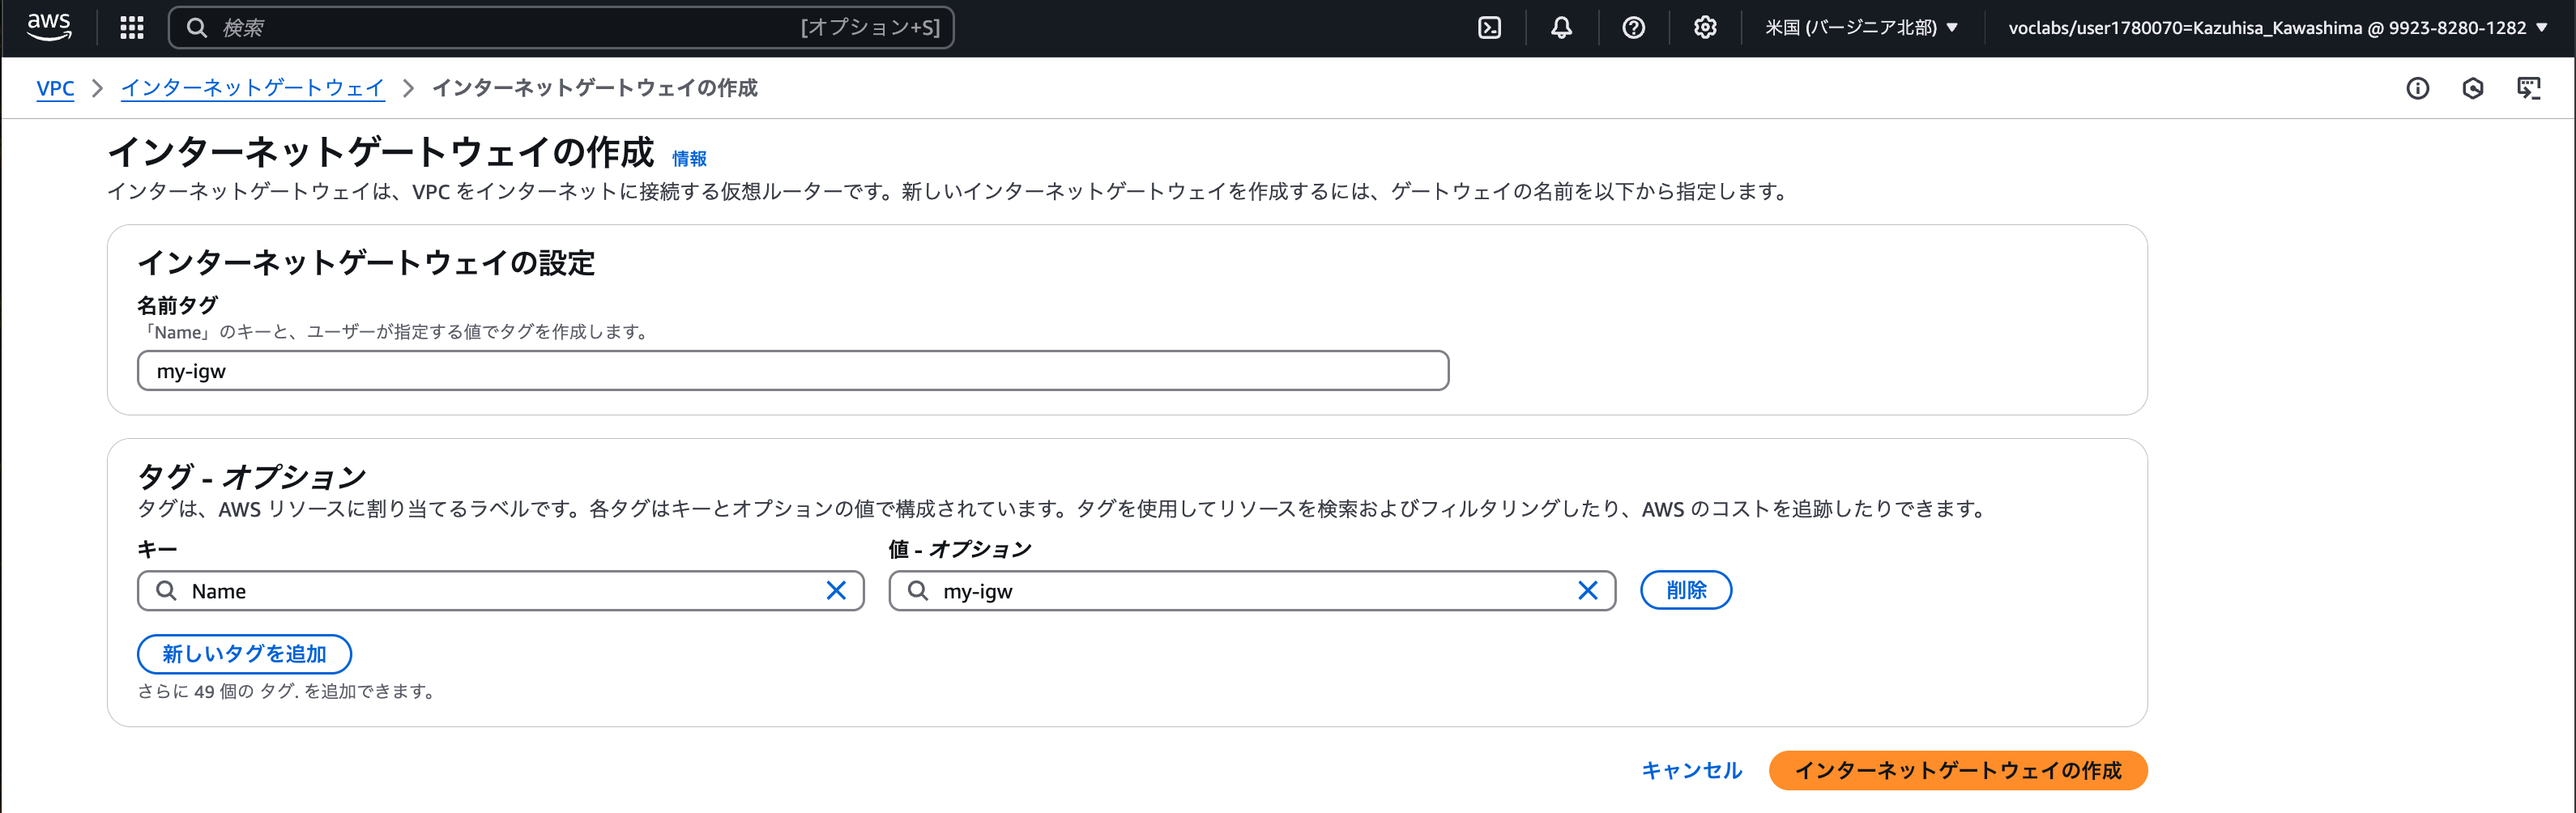 aws
検索
[オプション+S]
米国 (バージニア北部)
voclabs/user1780070=Kazuhisa_Kawashima @ 9923-8280-1282
VPC
インターネットゲートウェイ
インターネットゲートウェイの作成
インターネットゲートウェイの作成 情報
インターネットゲートウェイは、VPC をインターネットに接続する仮想ルーターです。新しいインターネットゲートウェイを作成するには、ゲートウェイの名前を以下から指定します。
インターネットゲートウェイの設定
名前タグ
「Name」のキーと、ユーザーが指定する値でタグを作成します。
my-igw
タグ - オプション
タグは、AWS リソースに割り当てるラベルです。各タグはキーとオプションの値で構成されています。タグを使用してリソースを検索およびフィルタリングしたり、AWS のコストを追跡したりできます。
キー
値 - オプション
Name
my-igw
削除
新しいタグを追加
さらに 49 個の タグ. を追加できます。
キャンセル
インターネットゲートウェイの作成